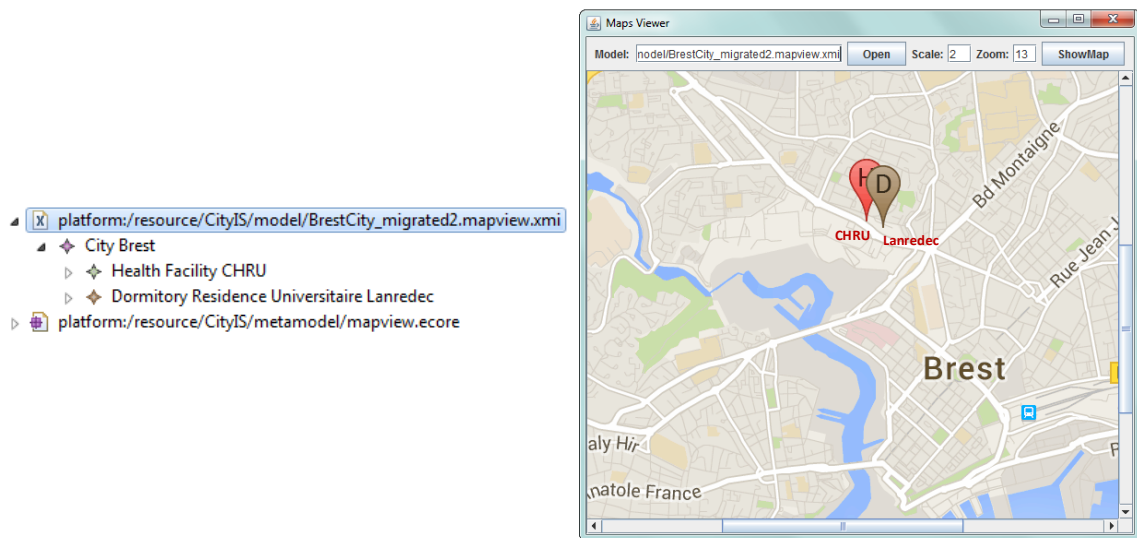 platform:/resource/CityIS/model/BrestCity_migrated2.mapview.xmi
City Brest
Health Facility CHRU
Dormitory Residence Universitaire Lanredec
platform:/resource/CityIS/metamodel/mapview.ecore
Maps Viewer
Model: nodel/BrestCity_migrated2.mapview.xmi Open Scale: 2 Zoom: 13 ShowMap
Bd Montaigne
H D
CHRU Lanredec
Rue Jean J
Brest
aly Hir
natole France